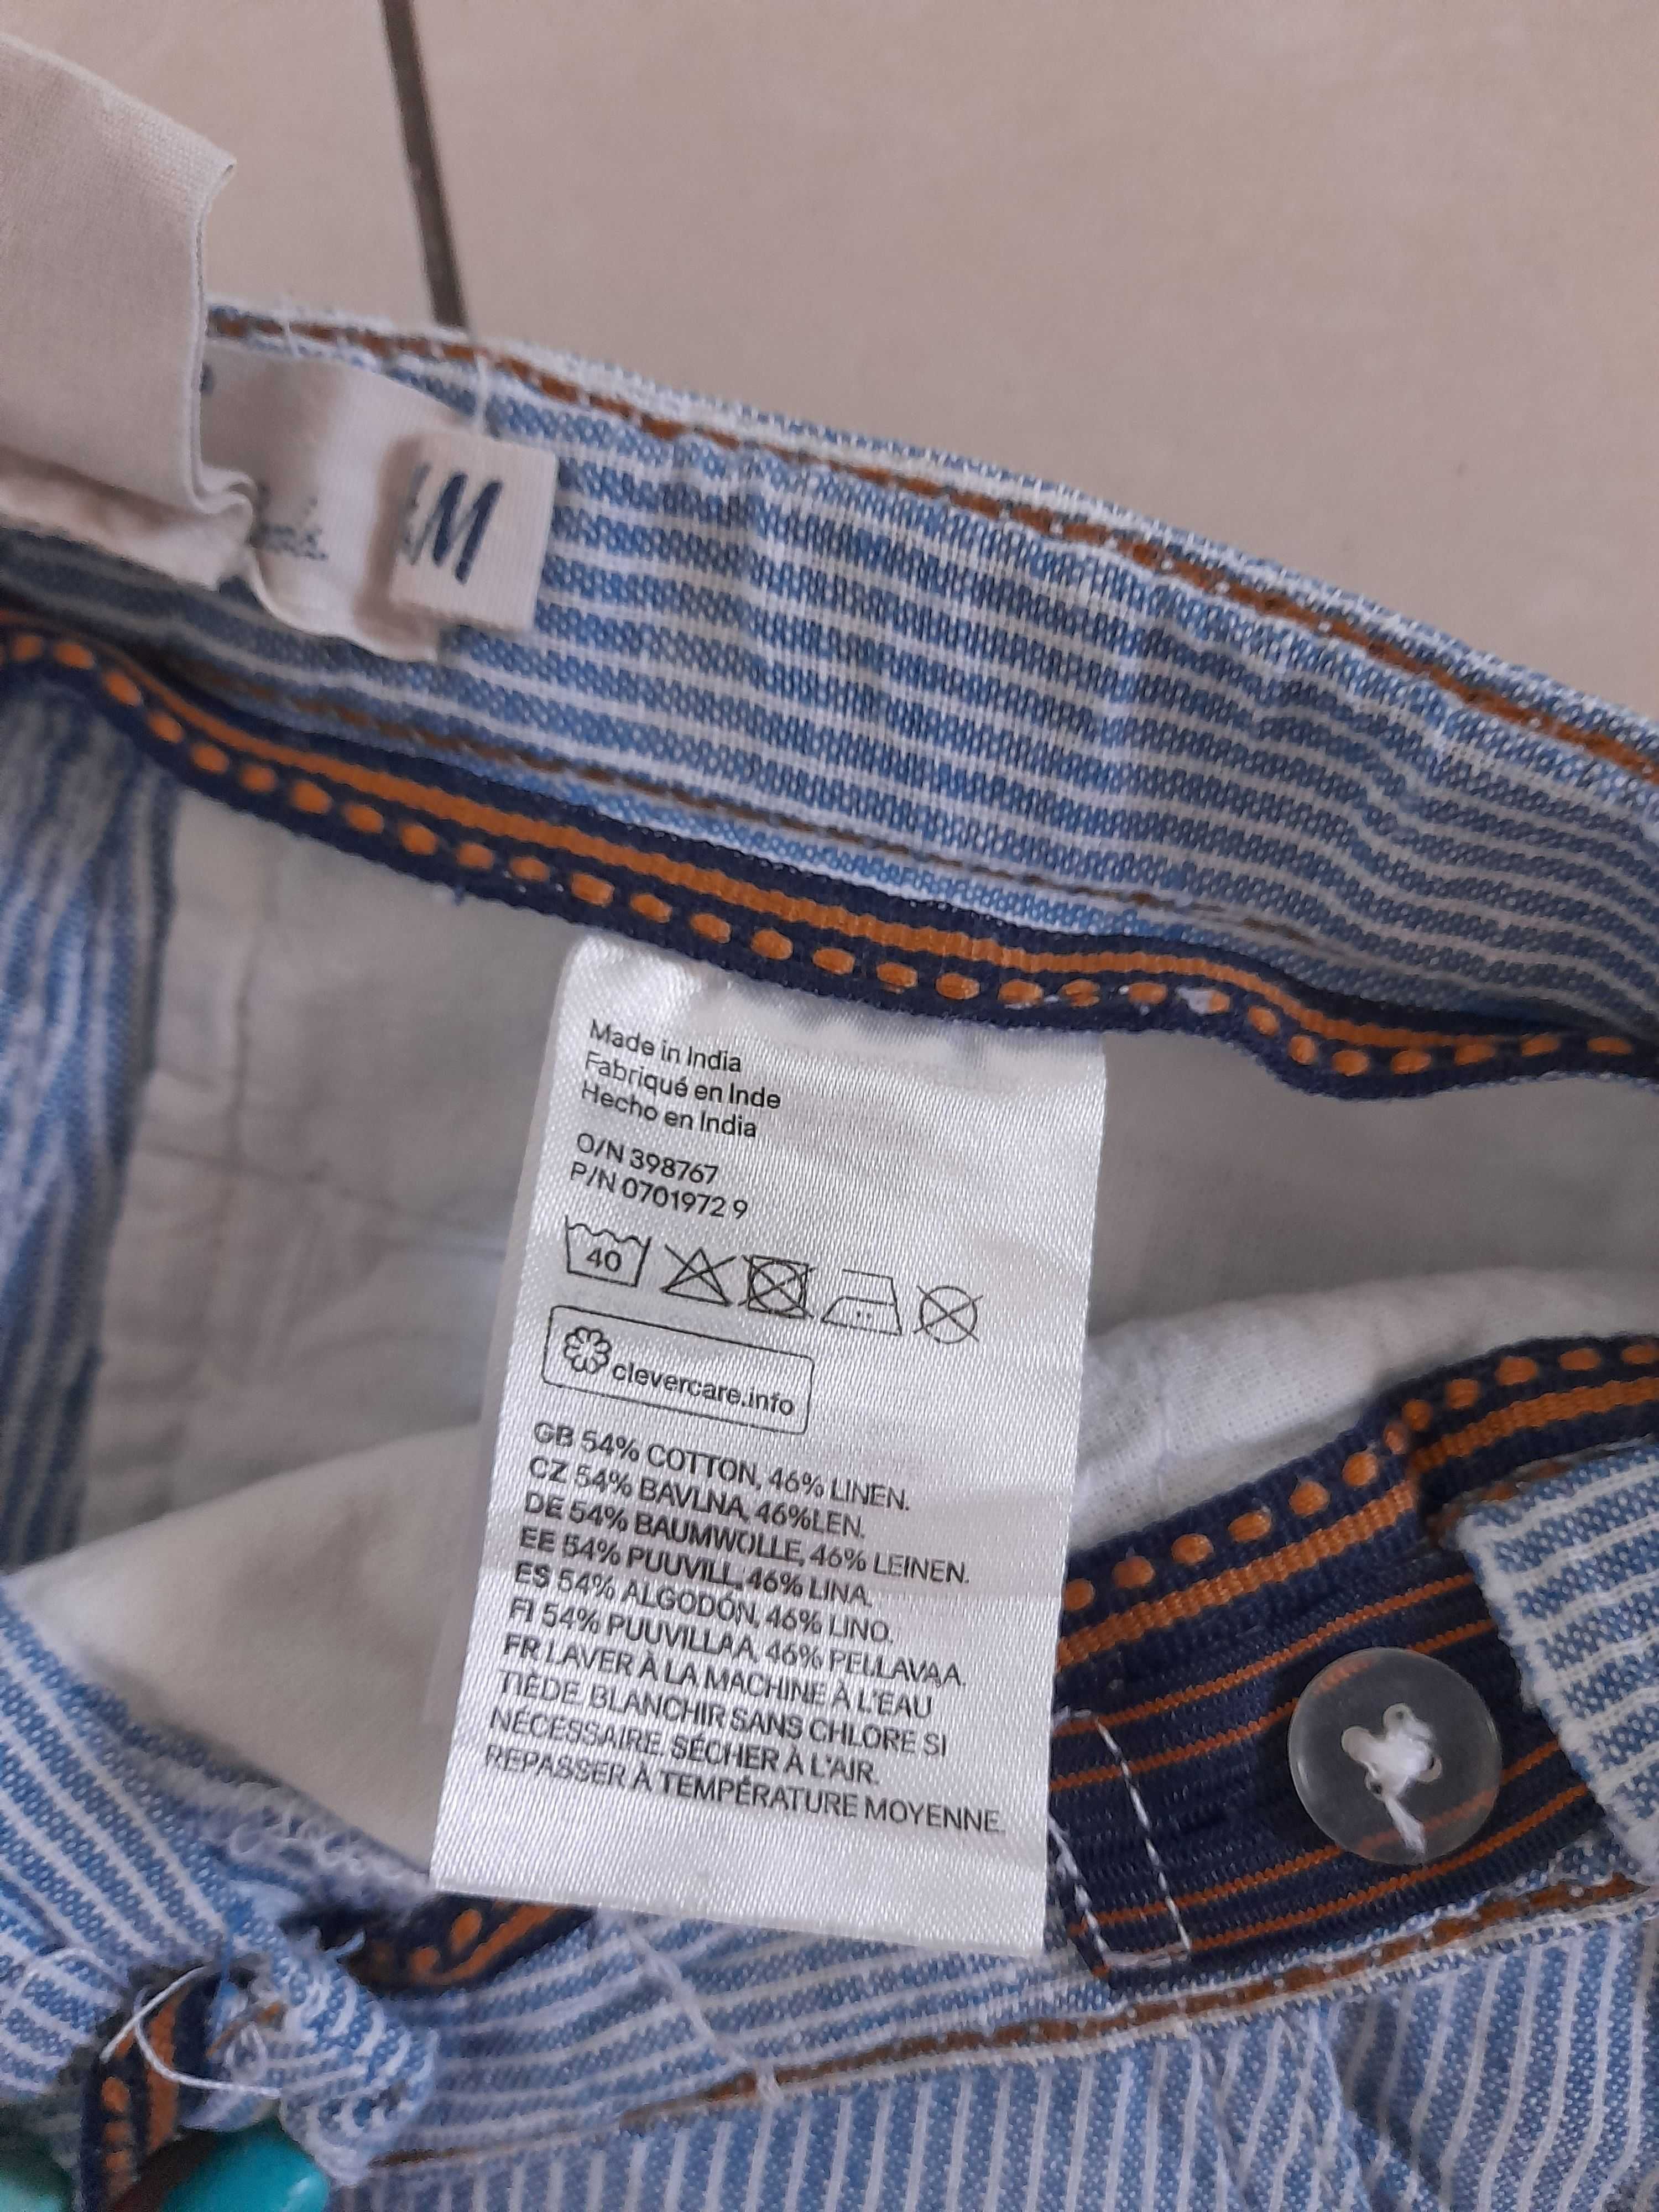 &M
Made in India
Fabriqué en Inde
Hecho en India
O/N 398767
P/N 0701972 9
40
clevercare.info
GB 54% COTTON, 46% LINEN.
CZ 54% BAVLNA, 46%LEN.
DE 54% BAUMWOLLE, 46% LEINEN.
EE 54% PUUVILL, 46% LINA.
ES 54% ALGODÓN, 46% LINO.
FI 54% PUUVILLAA, 46% PELLAVAA.
FR LAVER À LA MACHINE À L'EAU
TIÈDE. BLANCHIR SANS CHLORE SI
NÉCESSAIRE. SÉCHER À L'AIR.
REPASSER À TEMPÉRATURE MOYENNE.